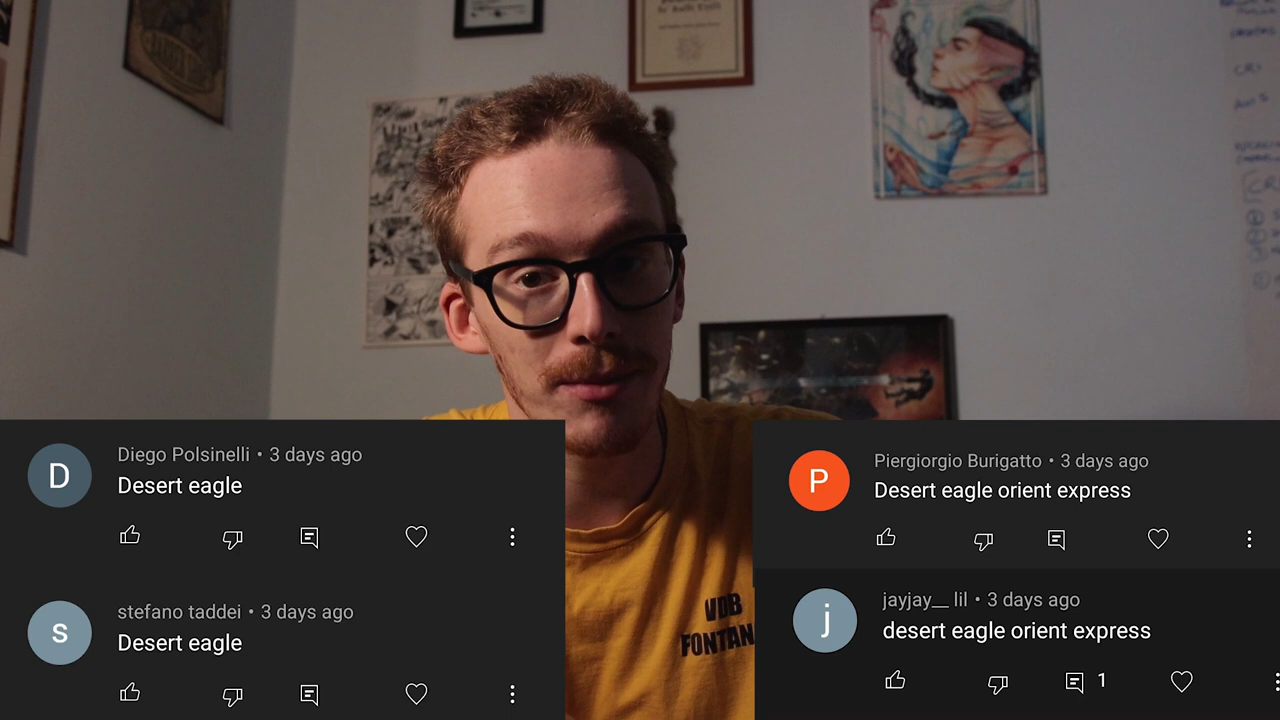 Diego Polsinelli • 3 days ago
Desert eagle
stefano taddei • 3 days ago
Desert eagle
Piergiorgio Burigatto • 3 days ago
Desert eagle orient express
jayjay__ lil • 3 days ago
desert eagle orient express
1
D
s
P
j
VDB
FONTAN